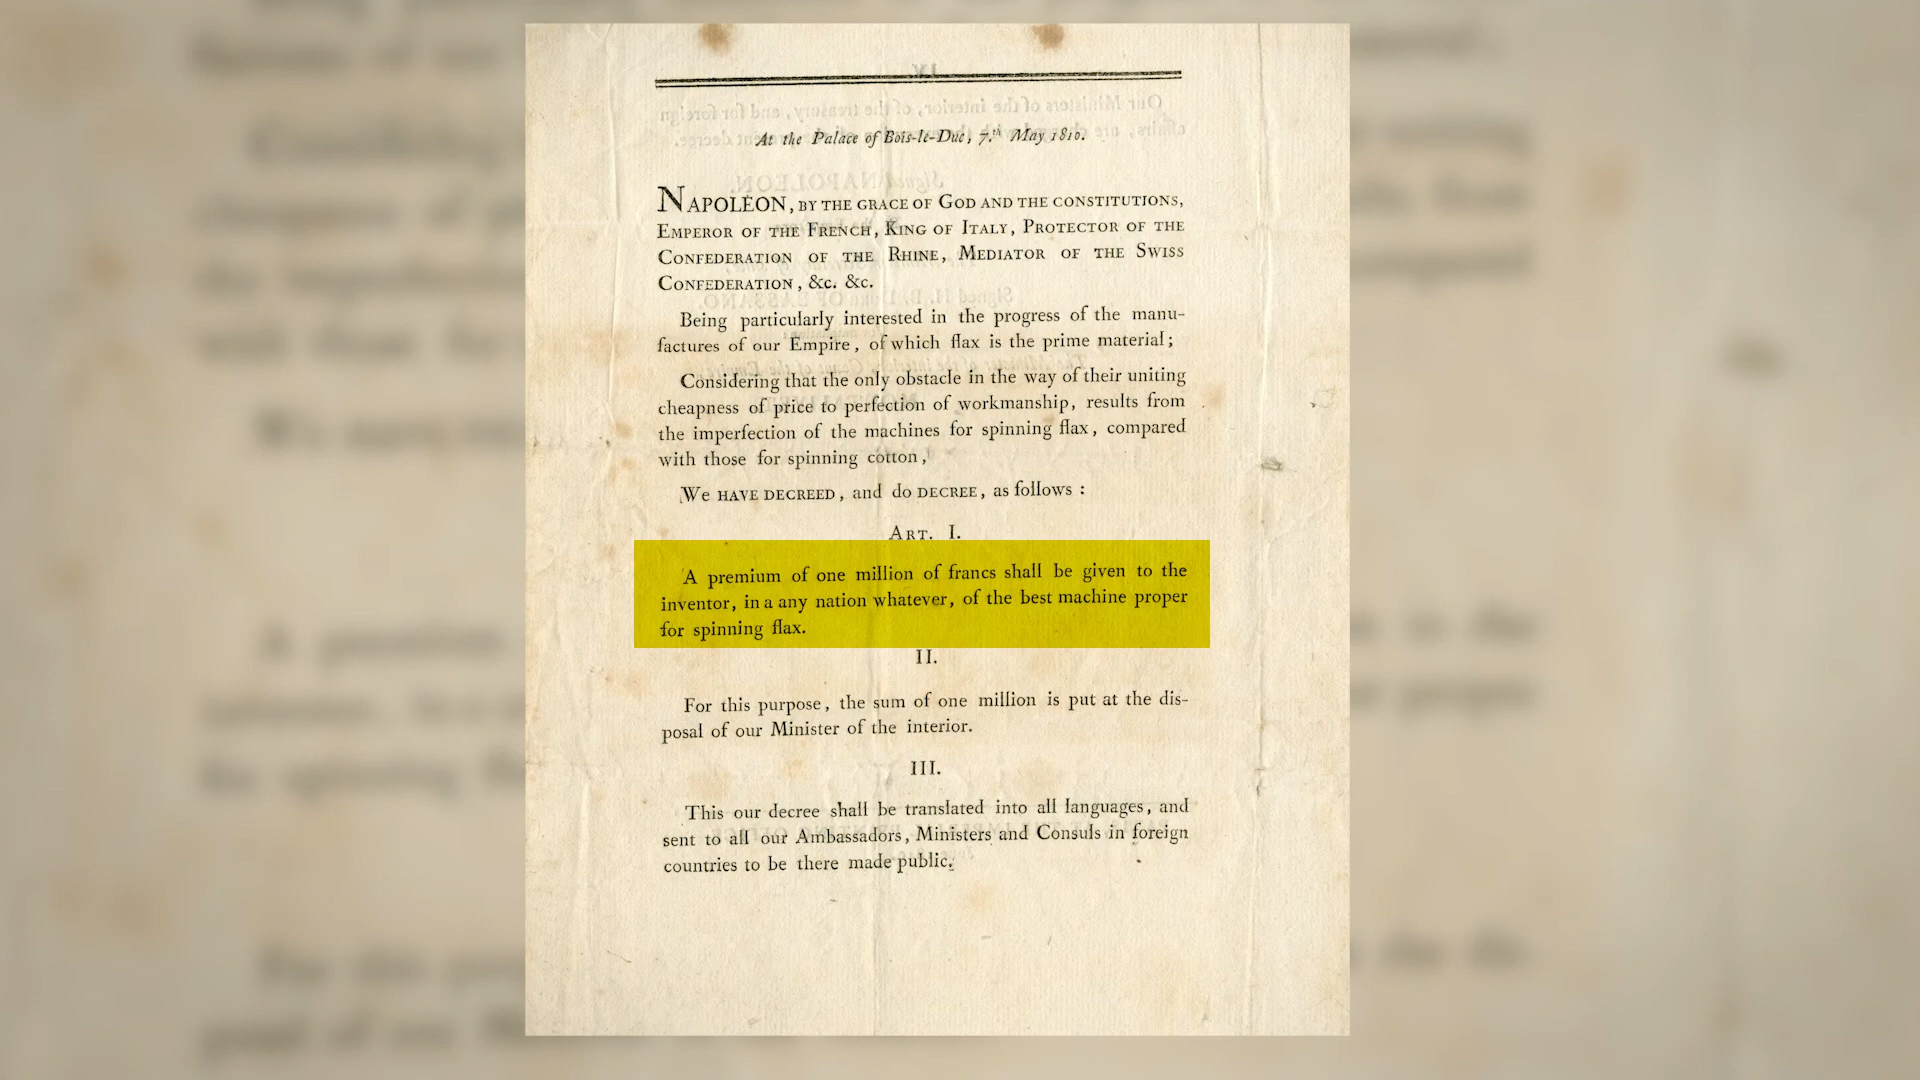 At the Palace of Bois-le-Duc, 7.th May 1810.
NAPOLÉON, BY THE GRACE OF GOD AND THE CONSTITUTIONS,
EMPEROR OF THE FRENCH, KING OF ITALY, PROTECTOR OF THE
CONFEDERATION OF THE RHINE, MEDIATOR OF THE SWISS
CONFEDERATION, &c. &c.
Being particularly interested in the progress of the manu-
factures of our Empire, of which flax is the prime material;
Considering that the only obstacle in the way of their uniting
cheapness of price to perfection of workmanship, results from
the imperfection of the machines for spinning flax, compared
with those for spinning cotton,
We HAVE DECREED, and do DECREE, as follows :
ART. I.
A premium of one million of francs shall be given to the
inventor, in a any nation whatever, of the best machine proper
for spinning flax.
II.
For this purpose, the sum of one million is put at the dis-
posal of our Minister of the interior.
III.
This our decree shall be translated into all languages, and
sent to all our Ambassadors, Ministers and Consuls in foreign
countries to be there made public.